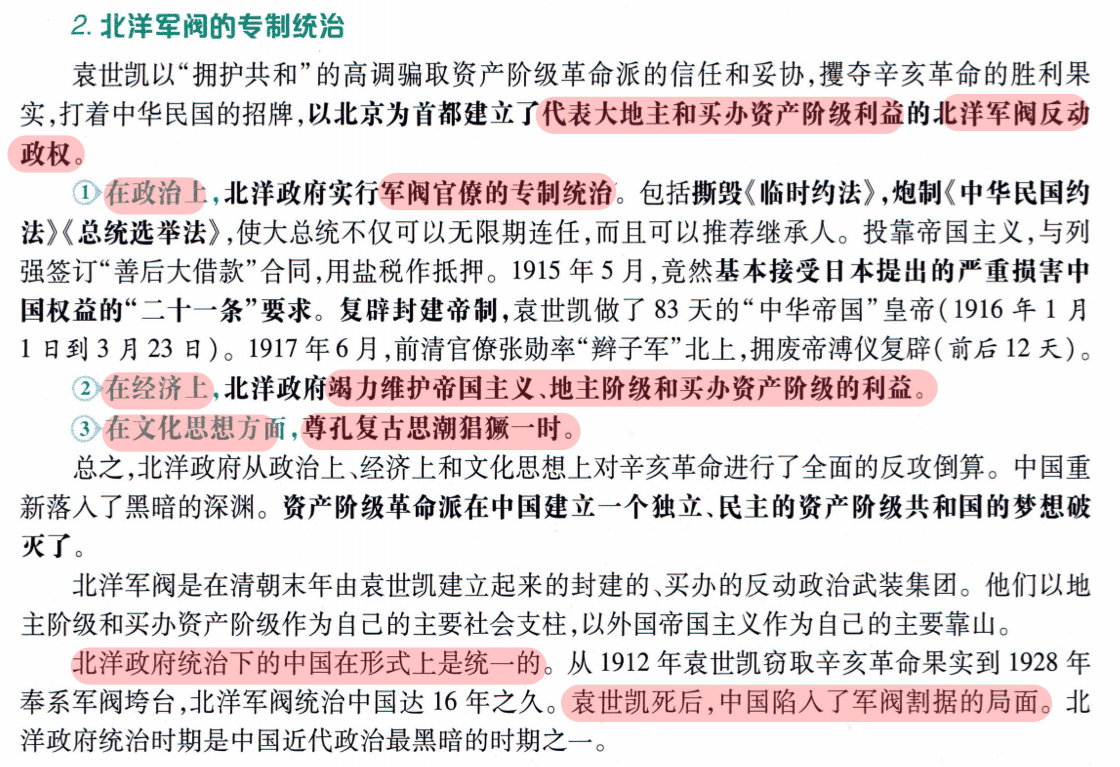 2. 北洋军阀的专制统治
袁世凯以“拥护共和”的高调骗取资产阶级革命派的信任和妥协,攫夺辛亥革命的胜利果
实,打着中华民国的招牌,以北京为首都建立了代表大地主和买办资产阶级利益的北洋军阀反动
政权。
①在政治上,北洋政府实行军阀官僚的专制统治。包括撕毁《临时约法》,炮制《中华民国约
法》《总统选举法》,使大总统不仅可以无限期连任,而且可以推荐继承人。投靠帝国主义,与列
强签订“善后大借款”合同,用盐税作抵押。1915 年 5 月,竟然基本接受日本提出的严重损害中
国权益的“二十一条”要求。复辟封建帝制,袁世凯做了 83 天的“中华帝国”皇帝(1916 年 1 月
1 日到 3 月 23 日)。1917 年 6 月,前清官僚张勋率“辫子军”北上,拥废帝溥仪复辟(前后 12 天)。
②在经济上,北洋政府竭力维护帝国主义、地主阶级和买办资产阶级的利益。
③在文化思想方面,尊孔复古思潮猖獗一时。
总之,北洋政府从政治上、经济上和文化思想上对辛亥革命进行了全面的反攻倒算。中国重
新落入了黑暗的深渊。资产阶级革命派在中国建立一个独立、民主的资产阶级共和国的梦想破
灭了。
北洋军阀是在清朝末年由袁世凯建立起来的封建的、买办的反动政治武装集团。他们以地
主阶级和买办资产阶级作为自己的主要社会支柱,以外国帝国主义作为自己的主要靠山。
北洋政府统治下的中国在形式上是统一的。从 1912 年袁世凯窃取辛亥革命果实到 1928 年
奉系军阀垮台,北洋军阀统治中国达 16 年之久。袁世凯死后,中国陷入了军阀割据的局面。北
洋政府统治时期是中国近代政治最黑暗的时期之一。